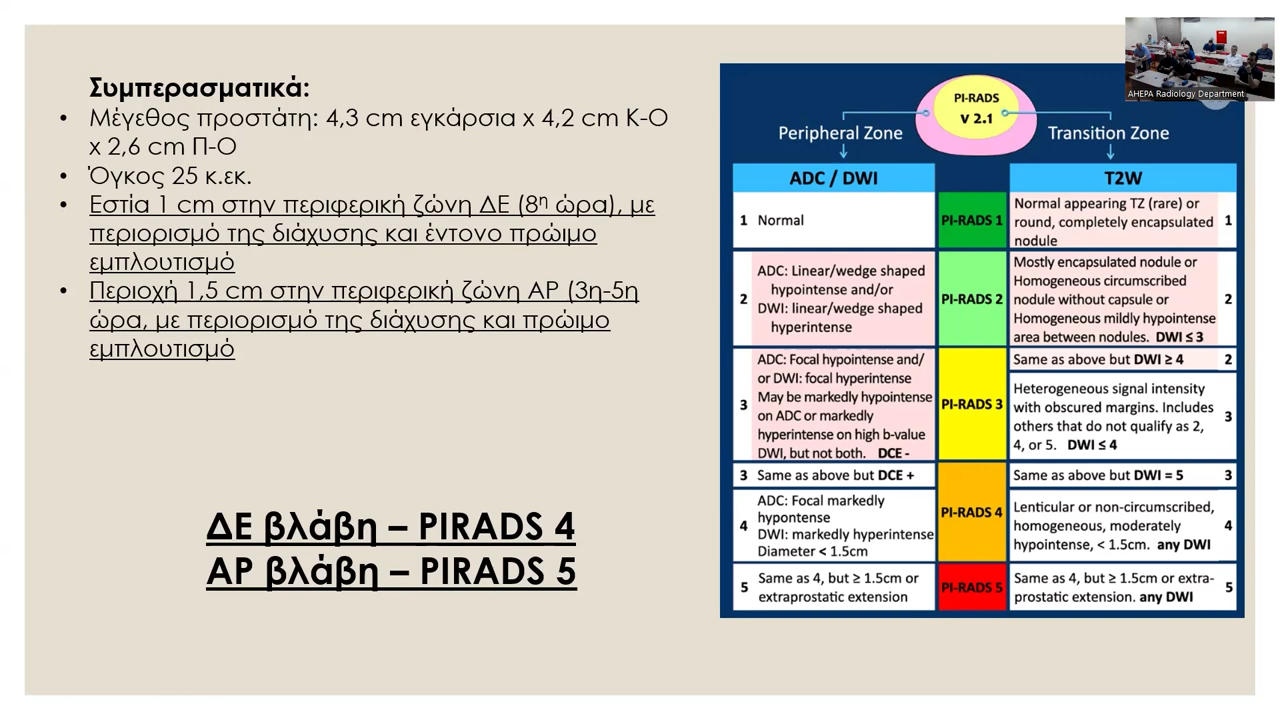 Συμπερασματικά:
• Μέγεθος προστάτη: 4,3 cm εγκάρσια x 4,2 cm Κ-Ο
x 2,6 cm Π-Ο
• Όγκος 25 κ.εκ.
• Εστία 1 cm στην περιφερική ζώνη ΔΕ (8η ώρα), με
περιορισμό της διάχυσης και έντονο πρώιμο
εμπλουτισμό
• Περιοχή 1,5 cm στην περιφερική ζώνη ΑΡ (3η-5η
ώρα, με περιορισμό της διάχυσης και πρώιμο
εμπλουτισμό
ΔΕ βλάβη – PIRADS 4
ΑΡ βλάβη – PIRADS 5
AHEPA Radiology Department
PI-RADS
v 2.1
Peripheral Zone
Transition Zone
ADC / DWI
T2W
1 Normal
PI-RADS 1
Normal appearing TZ (rare) or
round, completely encapsulated
nodule
1
2
ADC: Linear/wedge shaped
hypointense and/or
DWI: linear/wedge shaped
hyperintense
PI-RADS 2
Mostly encapsulated nodule or
Homogeneous circumscribed
nodule without capsule or
Homogeneous mildly hypointense
area between nodules. DWI ≤ 3
2
3
ADC: Focal hypointense and/
or DWI: focal hyperintense
May be markedly hypointense
on ADC or markedly
hyperintense on high b-value
DWI, but not both. DCE -
PI-RADS 3
Same as above but DWI ≥ 4 2
Heterogeneous signal intensity
with obscured margins. Includes
others that do not qualify as 2,
4, or 5. DWI ≤ 4
3
3 Same as above but DCE +
4
ADC: Focal markedly
hypontense
DWI: markedly hyperintense
Diameter < 1.5cm
PI-RADS 4
Same as above but DWI = 5 3
Lenticular or non-circumscribed,
homogeneous, moderately
hypointense, < 1.5cm. any DWI
4
5
Same as 4, but ≥ 1.5cm or
extraprostatic extension
PI-RADS 5
Same as 4, but ≥ 1.5cm or extra-
prostatic extension. any DWI
5